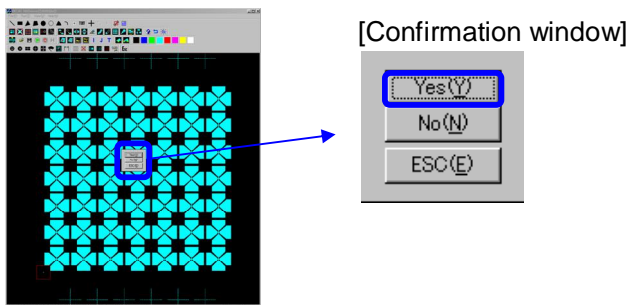 [Confirmation window]
Yes(Y)
No(N)
ESC(E)